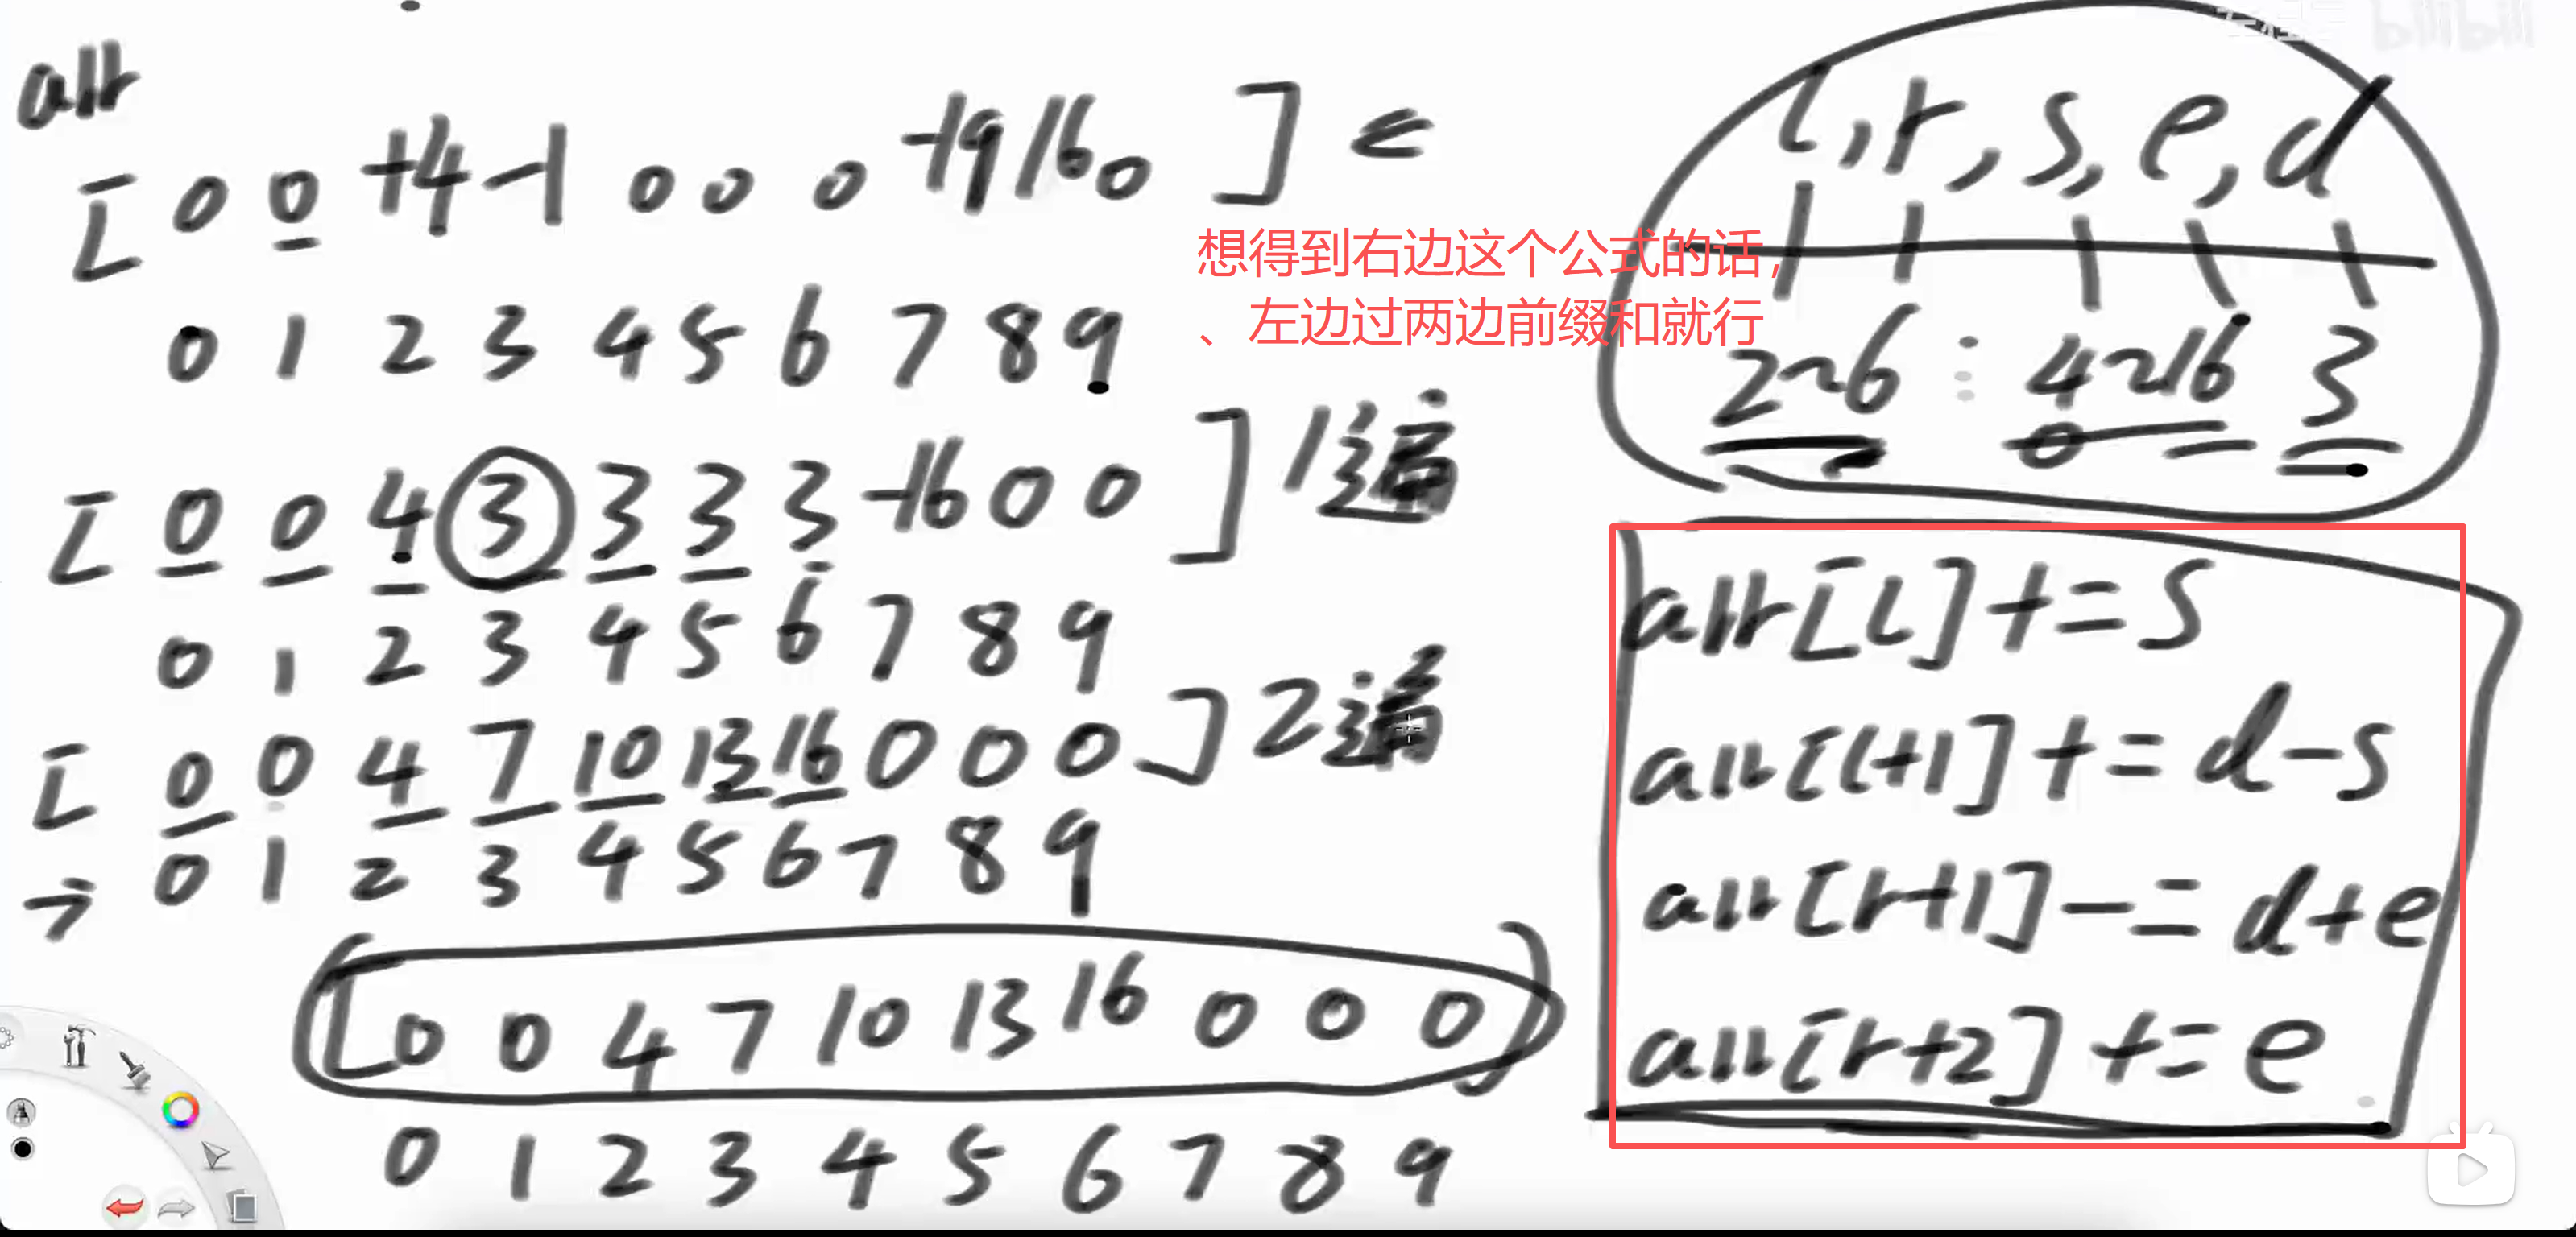 arr
[ 0 0 +4 -1 0 0 0 -19 16 0 ] ←
0 1 2 3 4 5 6 7 8 9
[ 0 0 4 3 3 3 3 -16 0 0 ] 1遍
0 1 2 3 4 5 6 7 8 9
[ 0 0 4 7 10 13 16 0 0 0 ] 2遍
→ 0 1 2 3 4 5 6 7 8 9
[ 0 0 4 7 10 13 16 0 0 0 ]
0 1 2 3 4 5 6 7 8 9
想得到右边这个公式的话，
、左边过两边前缀和就行
bilibili
l, r, s, e, d
2~6 : 4~16 3
arr[l] += s
arr[l+1] += d-s
arr[r+1] -= d+e
arr[r+2] += e